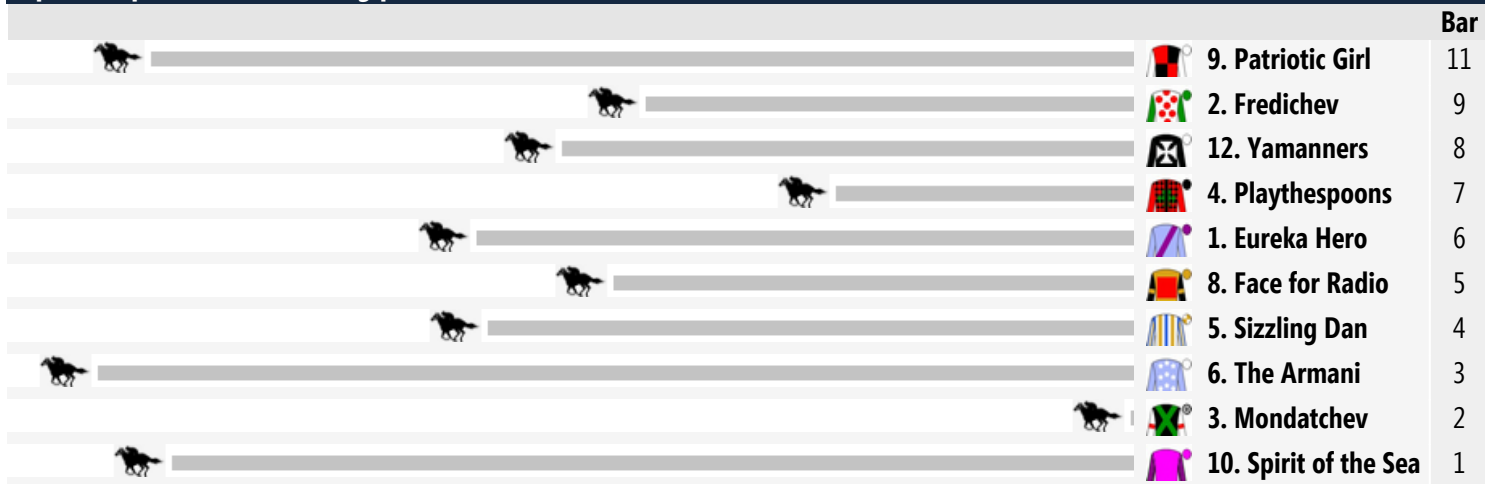 Bar
9. Patriotic Girl 11
2. Fredichev 9
12. Yamanners 8
4. Playthespoons 7
1. Eureka Hero 6
8. Face for Radio 5
5. Sizzling Dan 4
6. The Armani 3
3. Mondatchev 2
10. Spirit of the Sea 1